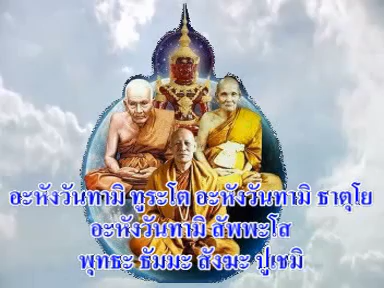 อะหังวันทามิ ทูระโต อะหังวันทามิ ธาตุโย
อะหังวันทามิ สัพพะโส
พุทธะ ธัมมะ สังฆะ ปูเชมิ